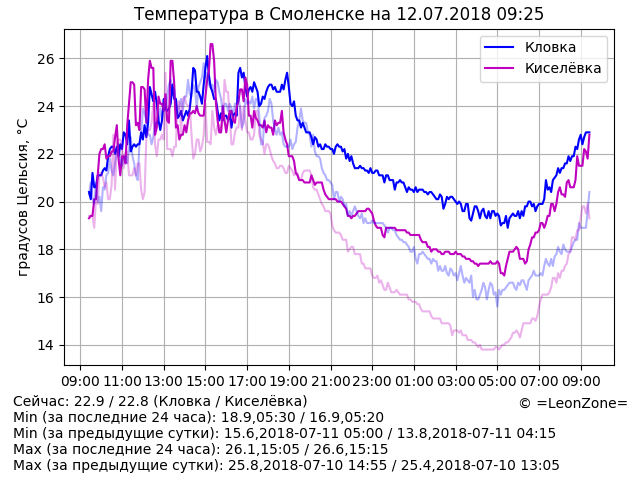 Температура в Смоленске на 12.07.2018 09:25
Кловка
Киселёвка
градусов Цельсия, °C
26
24
22
20
18
16
14
09:00 11:00 13:00 15:00 17:00 19:00 21:00 23:00 01:00 03:00 05:00 07:00 09:00
Сейчас: 22.9 / 22.8 (Кловка / Киселёвка)
© =LeonZone=
Min (за последние 24 часа): 18.9,05:30 / 16.9,05:20
Min (за предыдущие сутки): 15.6,2018-07-11 05:00 / 13.8,2018-07-11 04:15
Max (за последние 24 часа): 26.1,15:05 / 26.6,15:15
Max (за предыдущие сутки): 25.8,2018-07-10 14:55 / 25.4,2018-07-10 13:05